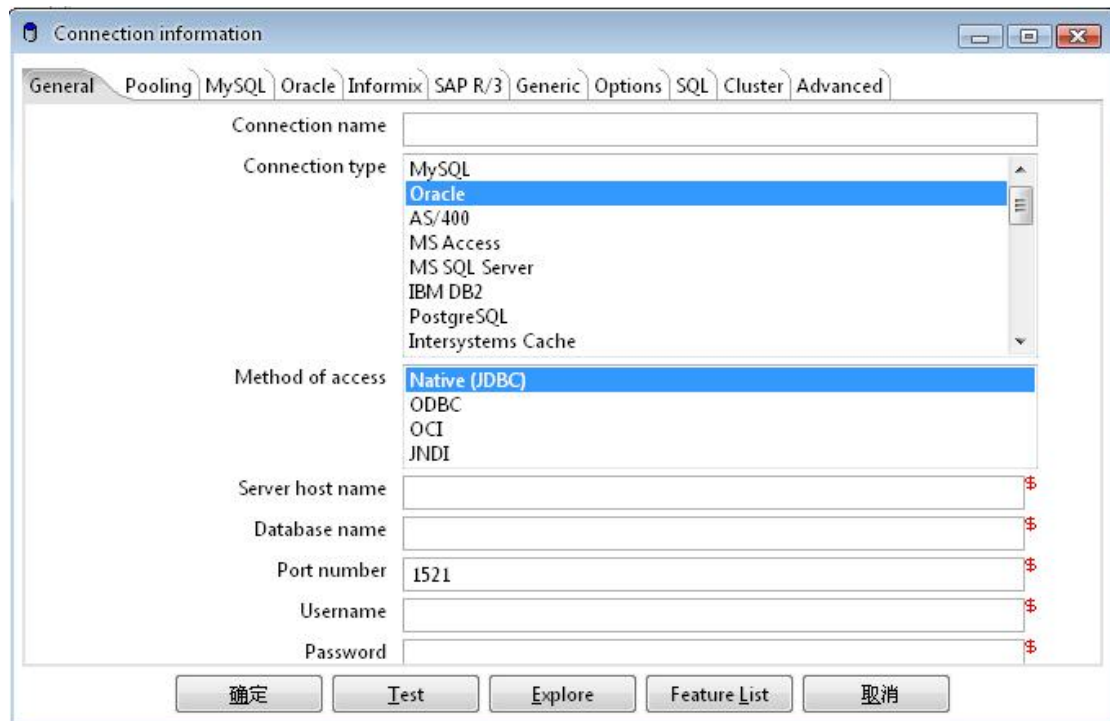 Connection information
General Pooling MySQL Oracle Informix SAP R/3 Generic Options SQL Cluster Advanced
Connection name
Connection type
MySQL
Oracle
AS/400
MS Access
MS SQL Server
IBM DB2
PostgreSQL
Intersystems Cache
Method of access
Native (JDBC)
ODBC
OCI
JNDI
Server host name $
Database name $
Port number 1521 $
Username $
Password $
确定 Test Explore Feature List 取消